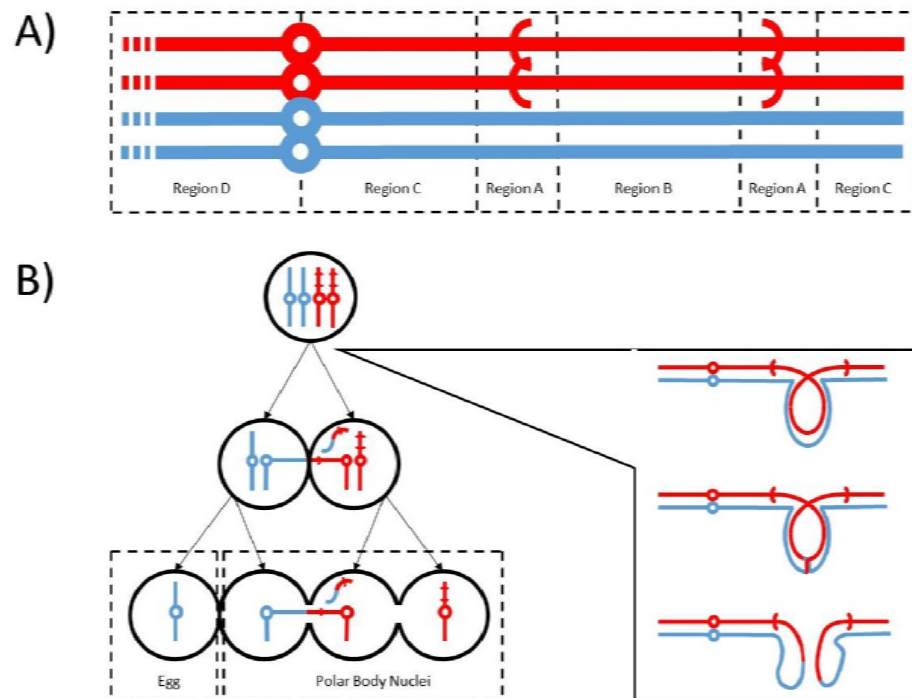 A)
Region D
Region C
Region A
Region B
Region A
Region C
B)
Egg
Polar Body Nuclei